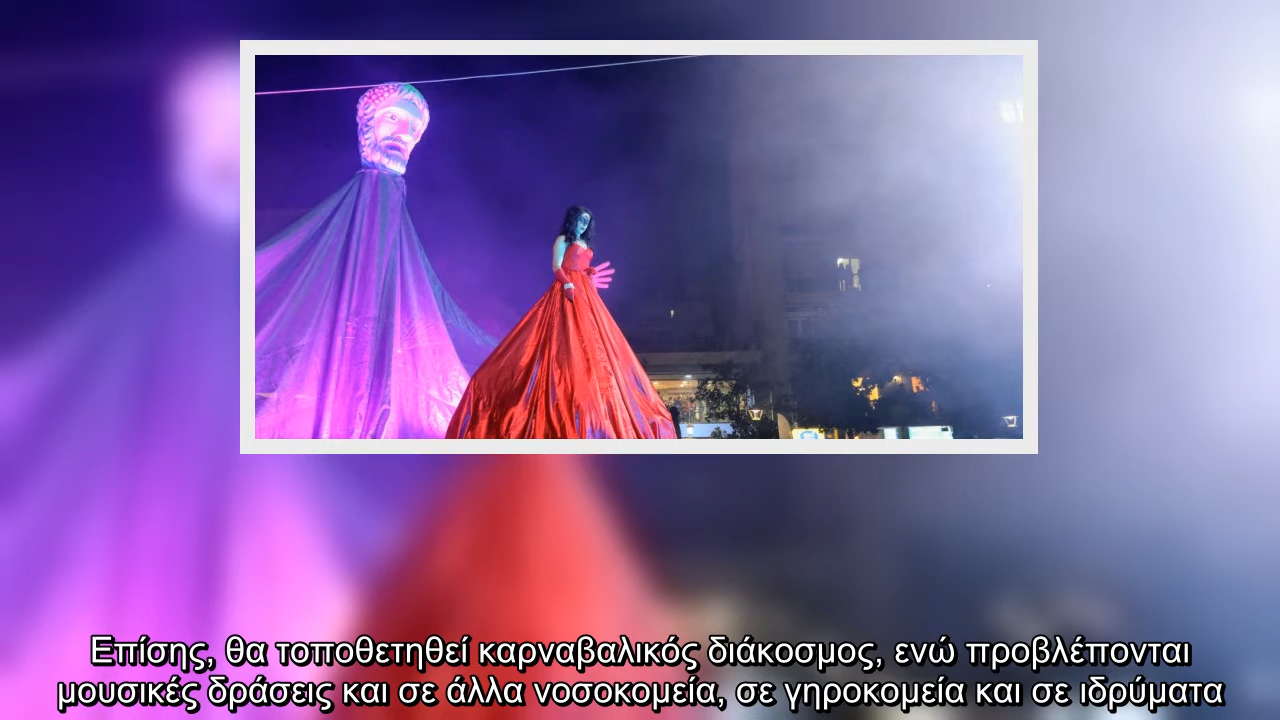 Επίσης, θα τοποθετηθεί καρναβαλικός διάκοσμος, ενώ προβλέπονται
μουσικές δράσεις και σε άλλα νοσοκομεία, σε γηροκομεία και σε ιδρύματα